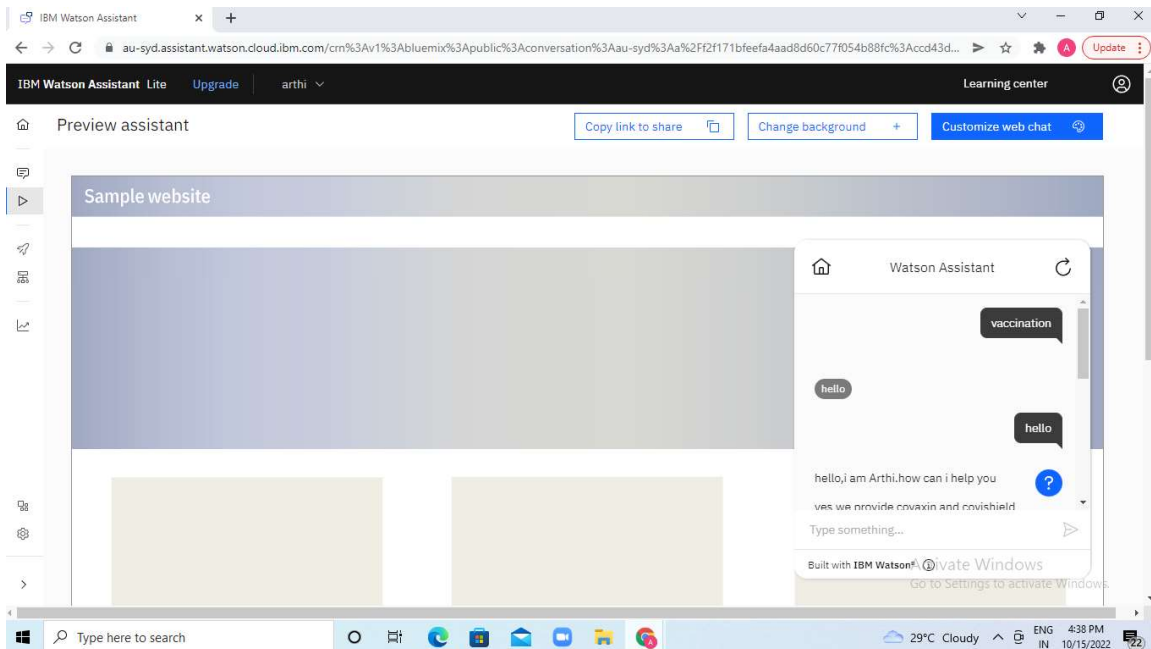 IBM Watson Assistant
au-syd.assistant.watson.cloud.ibm.com/crn%3Av1%3Abluemix%3Apublic%3Aconversation%3Aau-syd%3Aa%2Ff2f171bfeefa4aad8d60c77f054b88fc%3Accd43d... A Update
IBM Watson Assistant Lite Upgrade arthi Learning center
Preview assistant Copy link to share Change background + Customize web chat
Sample website
Watson Assistant
vaccination
hello
hello
hello,i am Arthi.how can i help you
?
yes we provide covaxin and covishield
Type something...
Built with IBM Watson®
Activate Windows
Go to Settings to activate Windows.
Type here to search 29°C Cloudy ENG 4:38 PM
IN 10/15/2022 22